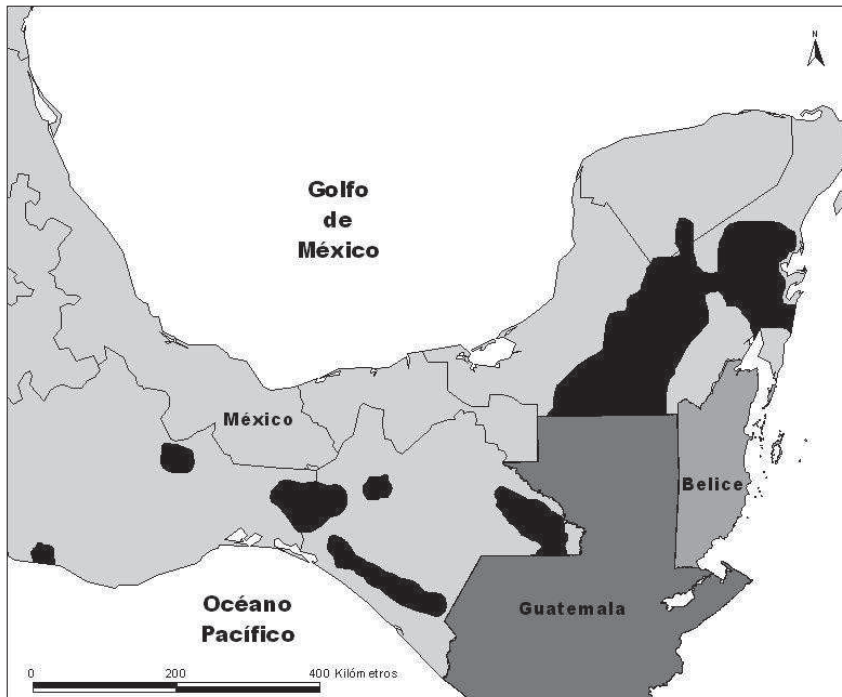 N
Golfo
de
México
México
Belice
Guatemala
Océano
Pacífico
0 200 400 Kilómetros